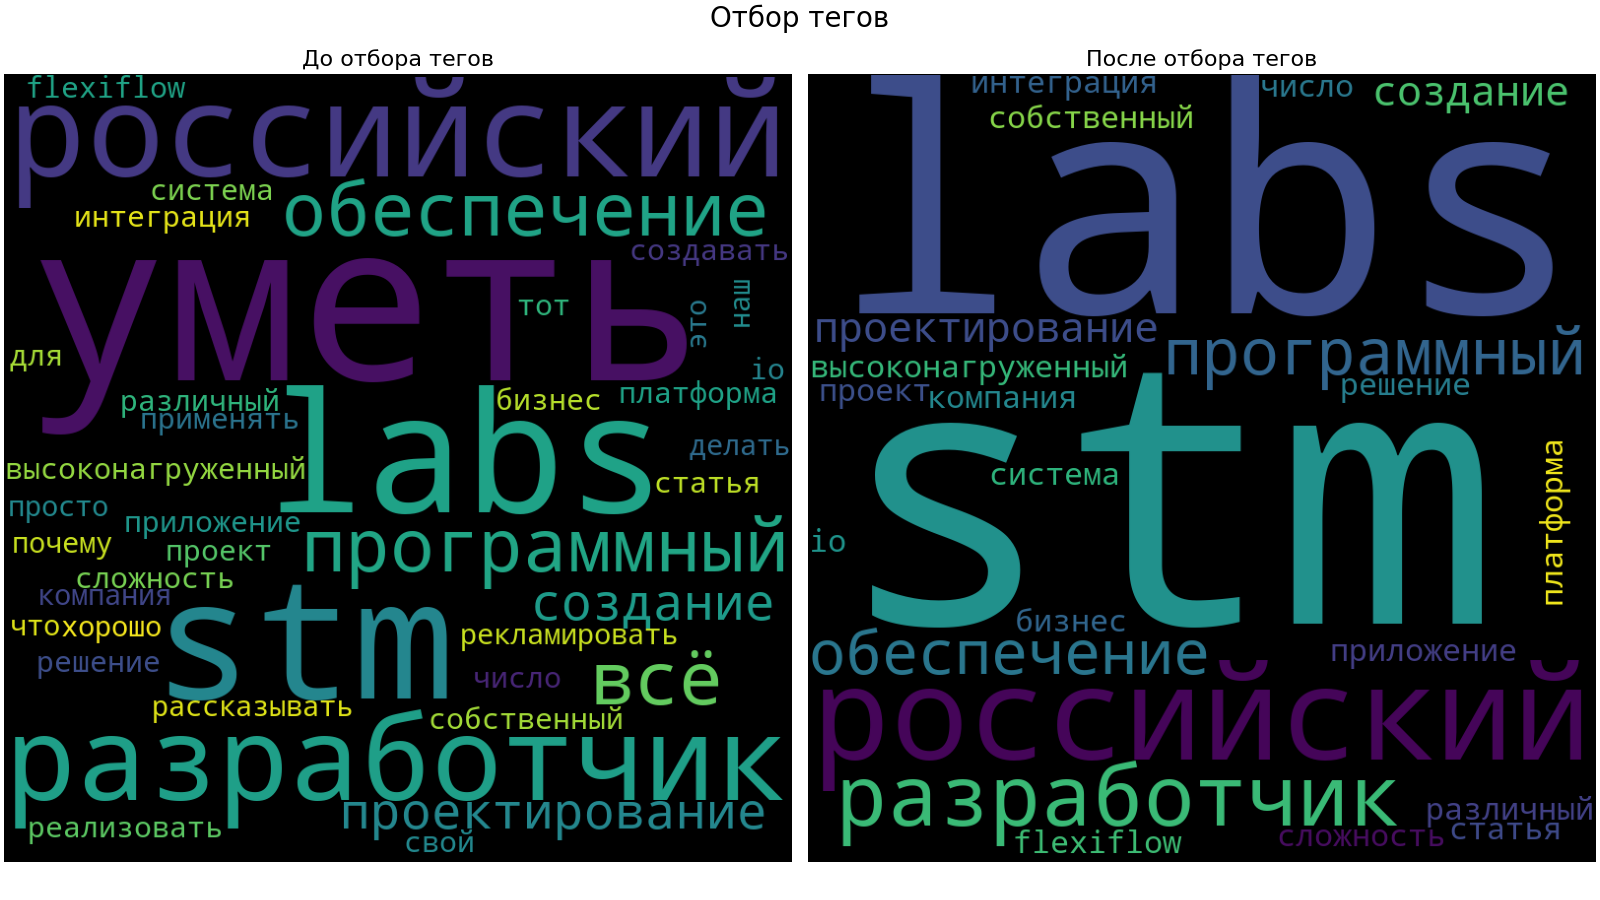 Отбор тегов
До отбора тегов
flexiflow
российский
система
интеграция
обеспечение
создавать
уметь
тот
это
наш
для
io
различный
применять
бизнес
платформа
labs
делать
высоконагруженный
статья
просто
приложение
почему
проект
программный
сложность
компания
создание
что
хорошо
stm
рекламировать
решение
число
всё
рассказывать
собственный
разработчик
проектирование
реализовать
свой
После отбора тегов
интеграция
число
создание
собственный
labs
проектирование
программный
высоконагруженный
проект
компания
решение
stm
система
платформа
io
бизнес
обеспечение
приложение
российский
разработчик
различный
flexiflow
сложность
статья